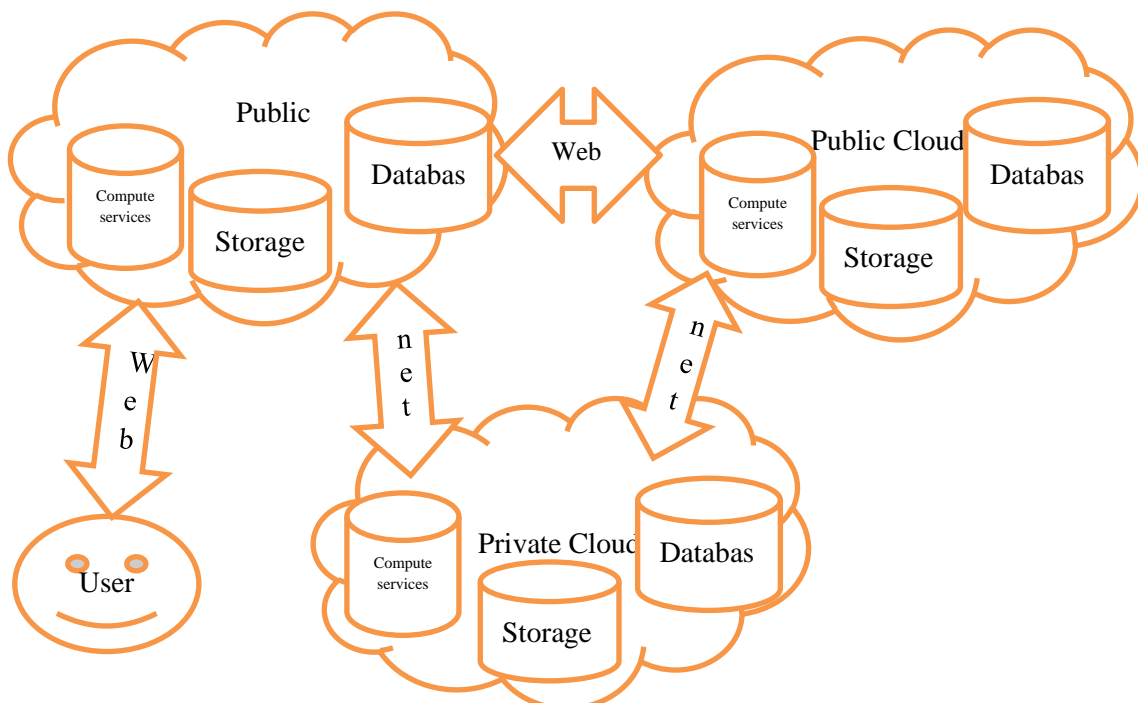 Public
Databas
Compute
services
Storage
Web
Public Cloud
Databas
Compute
services
Storage
W
e
b
n
e
t
n
e
t
User
Private Cloud
Databas
Compute
services
Storage